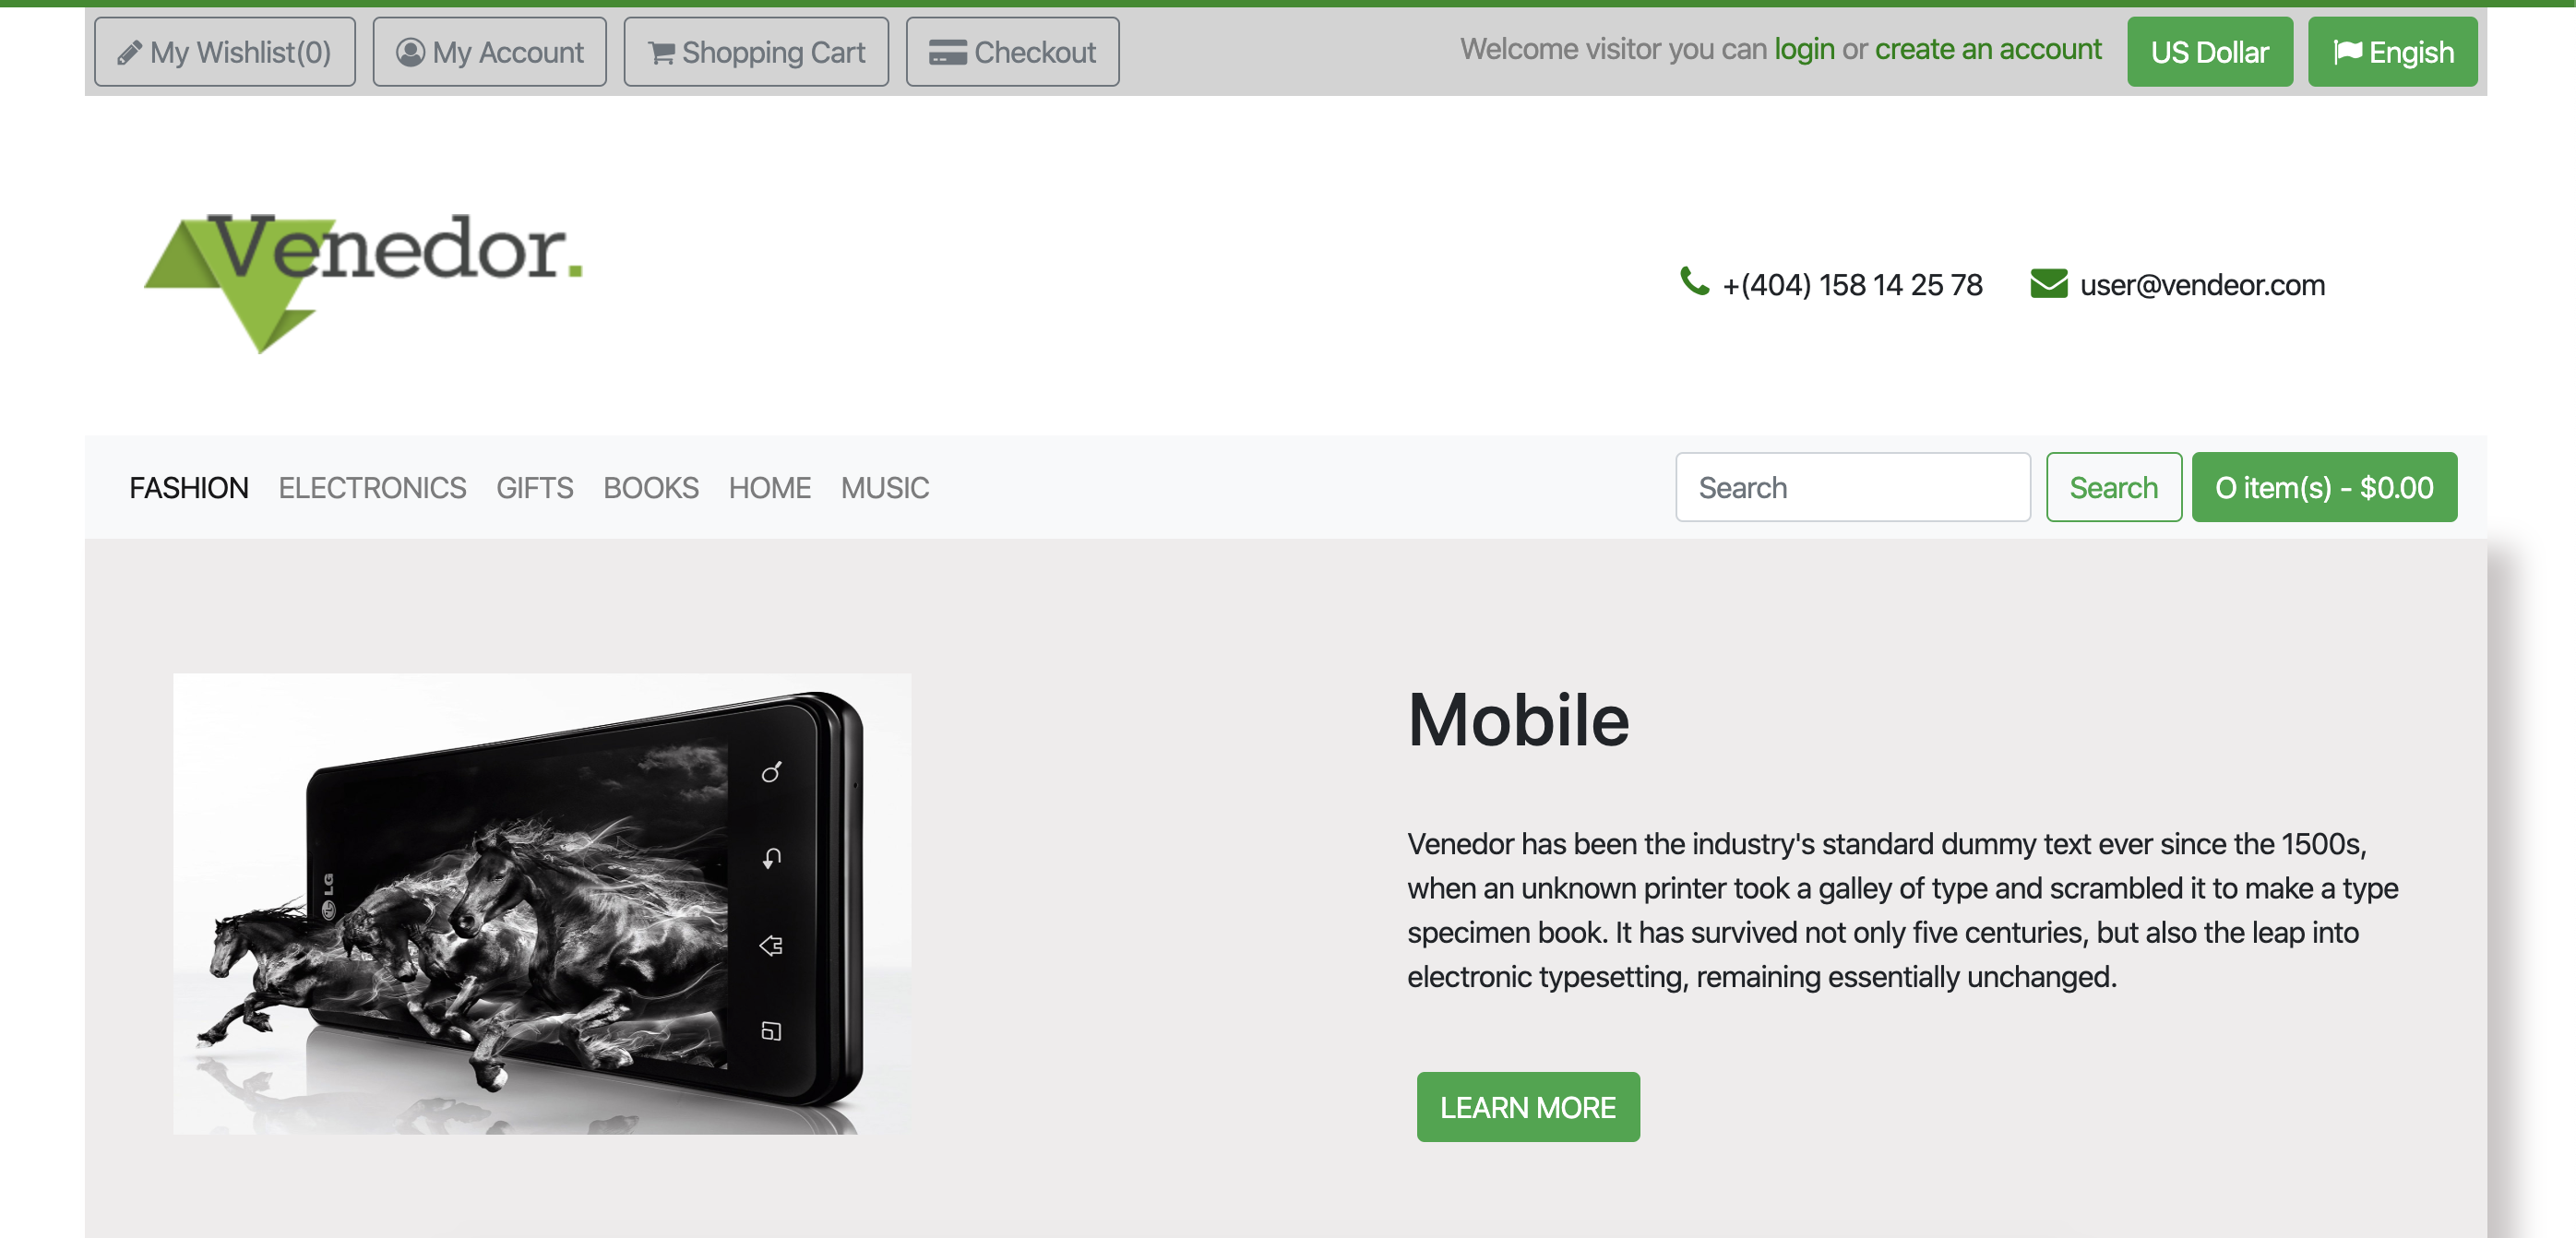 My Wishlist(0) My Account Shopping Cart Checkout Welcome visitor you can login or create an account US Dollar Engish
Venedor.
+(404) 158 14 25 78 user@vendeor.com
FASHION ELECTRONICS GIFTS BOOKS HOME MUSIC Search Search O item(s) - $0.00
LG
Mobile
Venedor has been the industry's standard dummy text ever since the 1500s,
when an unknown printer took a galley of type and scrambled it to make a type
specimen book. It has survived not only five centuries, but also the leap into
electronic typesetting, remaining essentially unchanged.
LEARN MORE